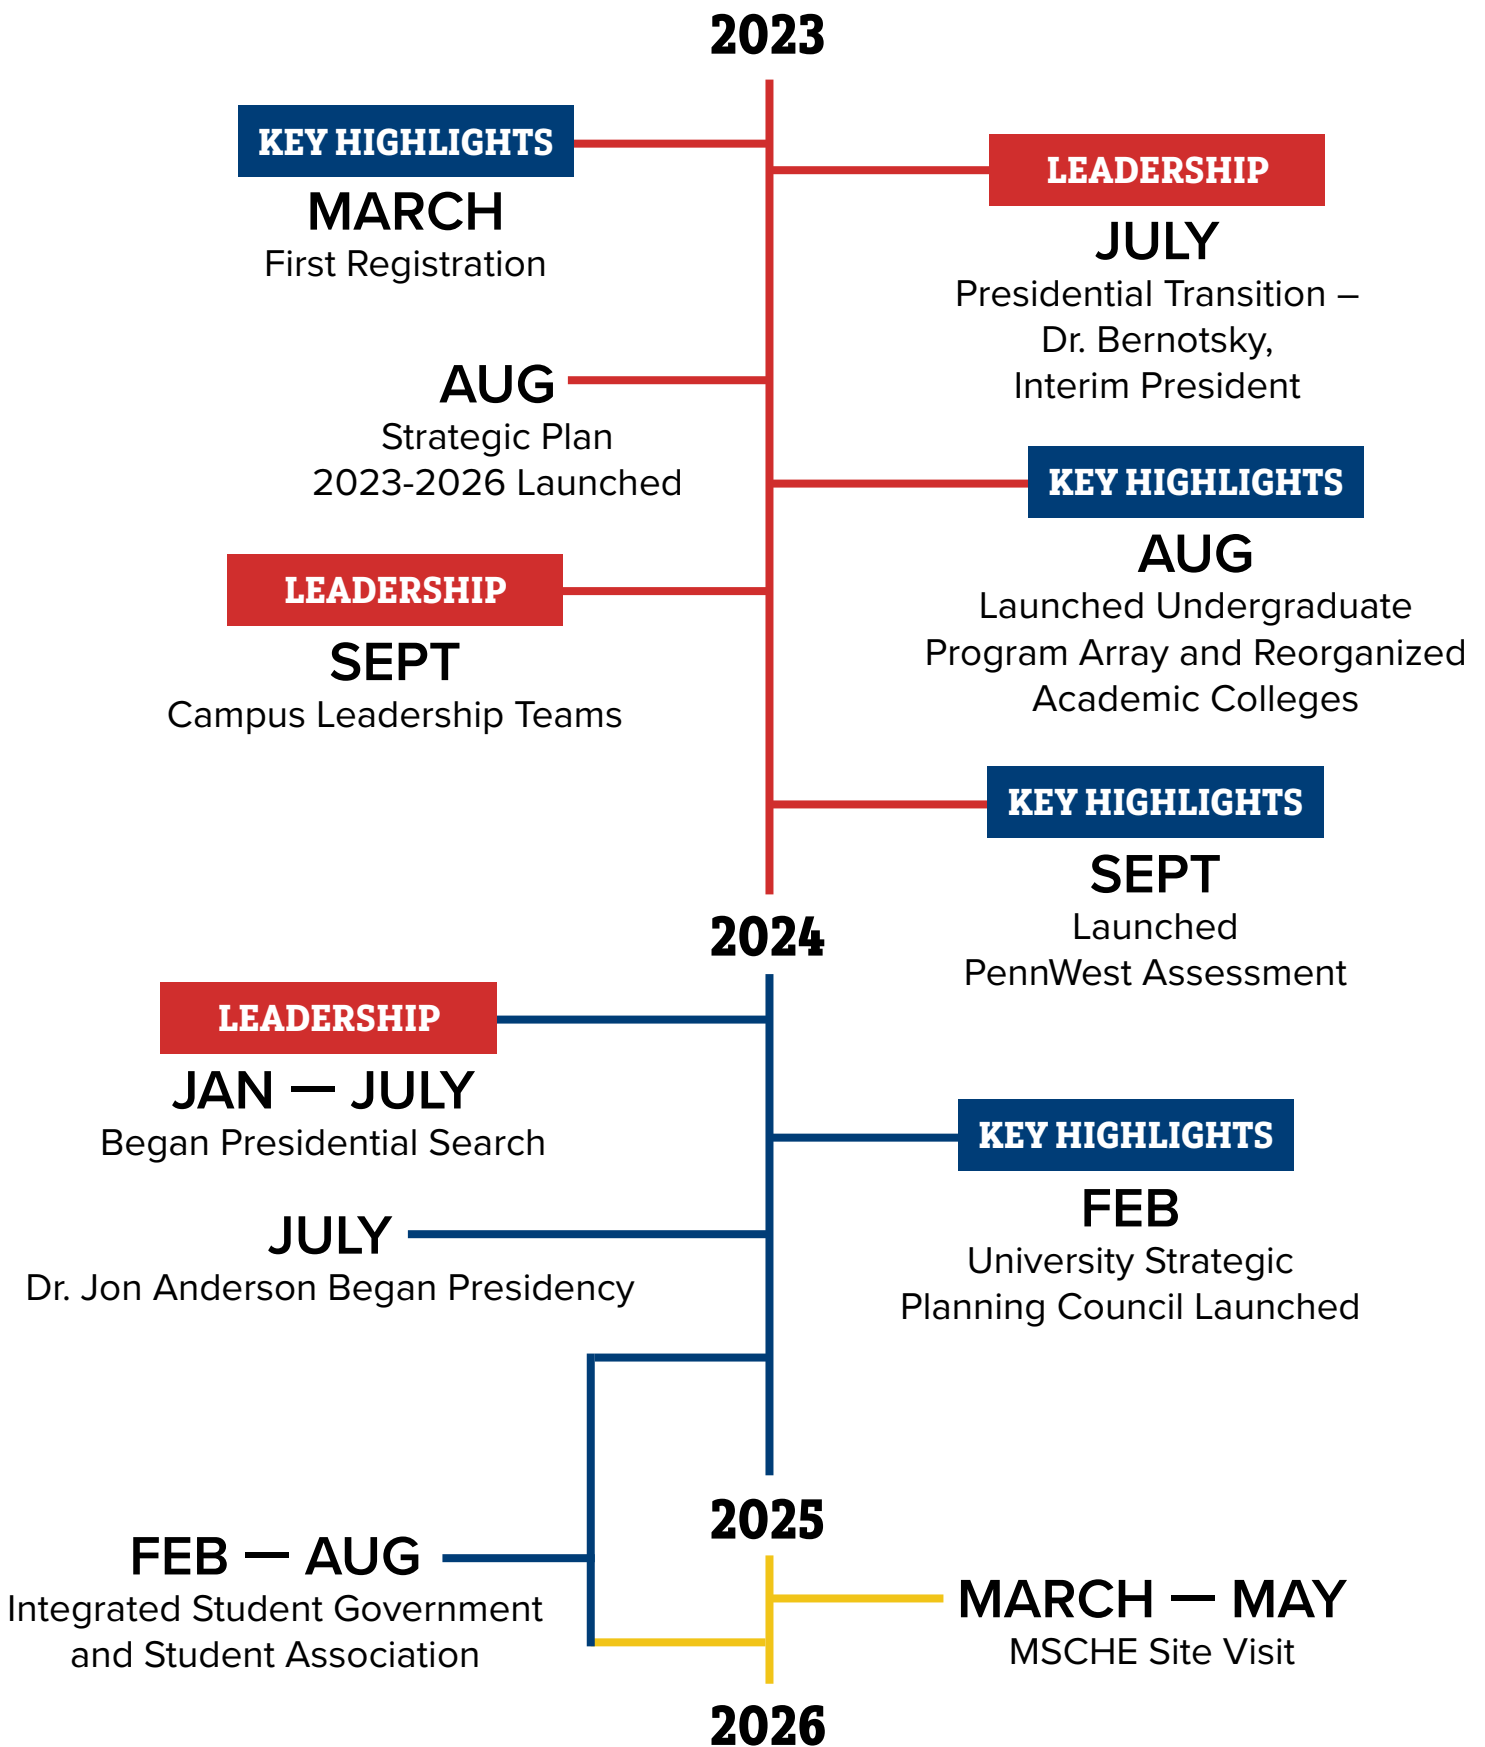 2023
KEY HIGHLIGHTS
MARCH
First Registration
LEADERSHIP
JULY
Presidential Transition –
Dr. Bernotsky,
Interim President
AUG
Strategic Plan
2023-2026 Launched
KEY HIGHLIGHTS
AUG
Launched Undergraduate
Program Array and Reorganized
Academic Colleges
LEADERSHIP
SEPT
Campus Leadership Teams
KEY HIGHLIGHTS
SEPT
Launched
PennWest Assessment
2024
LEADERSHIP
JAN — JULY
Began Presidential Search
KEY HIGHLIGHTS
FEB
University Strategic
Planning Council Launched
JULY
Dr. Jon Anderson Began Presidency
2025
FEB — AUG
Integrated Student Government
and Student Association
MARCH — MAY
MSCHE Site Visit
2026